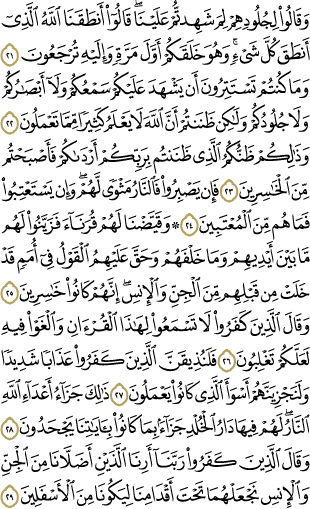 وَقَالُوا۟ لِجُلُودِهِمْ لِمَ شَهِدتُّمْ عَلَيْنَا ۖ قَالُوٓا۟ أَنطَقَنَا ٱللَّهُ ٱلَّذِىٓ
أَنطَقَ كُلَّ شَىْءٍ وَهُوَ خَلَقَكُمْ أَوَّلَ مَرَّةٍ وَإِلَيْهِ تُرْجَعُونَ ٢١
وَمَا كُنتُمْ تَسْتَتِرُونَ أَن يَشْهَدَ عَلَيْكُمْ سَمْعُكُمْ وَلَآ أَبْصَٰرُكُمْ
وَلَا جُلُودُكُمْ وَلَٰكِن ظَنَنتُمْ أَنَّ ٱللَّهَ لَا يَعْلَمُ كَثِيرًا مِّمَّا تَعْمَلُونَ ٢٢
وَذَٰلِكُمْ ظَنُّكُمُ ٱلَّذِى ظَنَنتُم بِرَبِّكُمْ أَرْدَىٰكُمْ فَأَصْبَحْتُم
مِّنَ ٱلْخَٰسِرِينَ ٢٣ فَإِن يَصْبِرُوا۟ فَٱلنَّارُ مَثْوًى لَّهُمْ ۖ وَإِن يَسْتَعْتِبُوا۟
فَمَا هُم مِّنَ ٱلْمُعْتَبِينَ ٢٤ ۞ وَقَيَّضْنَا لَهُمْ قُرَنَآءَ فَزَيَّنُوا۟ لَهُم
مَّا بَيْنَ أَيْدِيهِمْ وَمَا خَلْفَهُمْ وَحَقَّ عَلَيْهِمُ ٱلْقَوْلُ فِىٓ أُمَمٍ قَدْ
خَلَتْ مِن قَبْلِهِم مِّنَ ٱلْجِنِّ وَٱلْإِنسِ ۖ إِنَّهُمْ كَانُوا۟ خَٰسِرِينَ ٢٥
وَقَالَ ٱلَّذِينَ كَفَرُوا۟ لَا تَسْمَعُوا۟ لِهَٰذَا ٱلْقُرْءَانِ وَٱلْغَوْا۟ فِيهِ
لَعَلَّكُمْ تَغْلِبُونَ ٢٦ فَلَنُذِيقَنَّ ٱلَّذِينَ كَفَرُوا۟ عَذَابًا شَدِيدًا
وَلَنَجْزِيَنَّهُمْ أَسْوَأَ ٱلَّذِى كَانُوا۟ يَعْمَلُونَ ٢٧ ذَٰلِكَ جَزَآءُ أَعْدَآءِ ٱللَّهِ
ٱلنَّارُ ۖ لَهُمْ فِيهَا دَارُ ٱلْخُلْدِ ۖ جَزَآءًۢ بِمَا كَانُوا۟ بِـَٔايَٰتِنَا يَجْحَدُونَ ٢٨
وَقَالَ ٱلَّذِينَ كَفَرُوا۟ رَبَّنَآ أَرِنَا ٱلَّذَيْنِ أَضَلَّانَا مِنَ ٱلْجِنِّ
وَٱلْإِنسِ نَجْعَلْهُمَا تَحْتَ أَقْدَامِنَا لِيَكُونَا مِنَ ٱلْأَسْفَلِينَ ٢٩